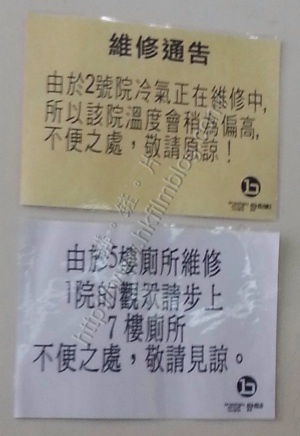 維修通告
由於2號院冷氣正在維修中,
所以該院溫度會稍為偏高,
不便之處，敬請原諒！
由於5樓廁所維修
1院的觀眾請步上
7樓廁所
不便之處，敬請見諒。